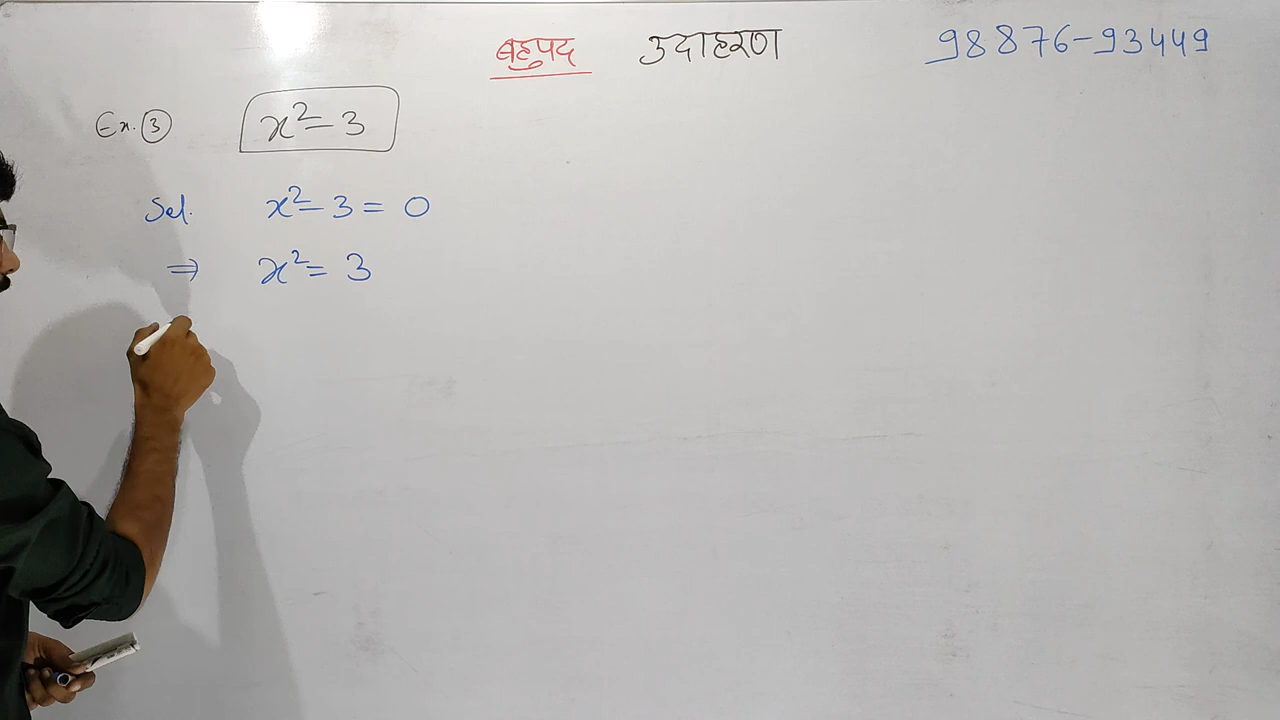 बहुपद उदाहरण 98876-93449
Ex. ③ x² - 3
Sol. x² - 3 = 0
⇒ x² = 3